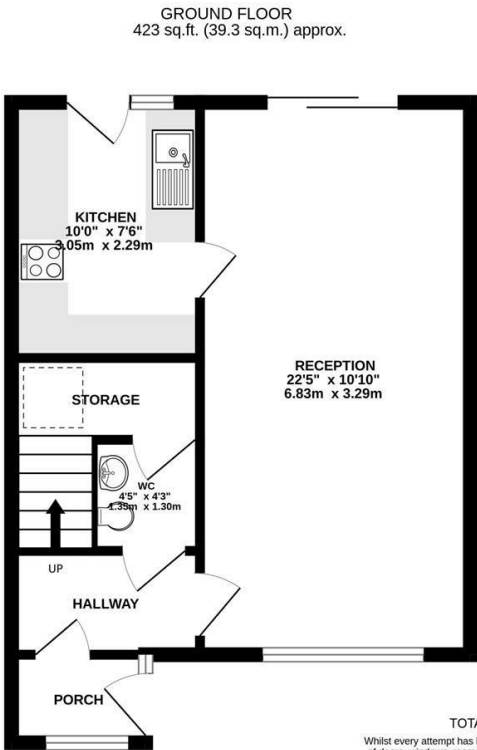 GROUND FLOOR
423 sq.ft. (39.3 sq.m.) approx.
KITCHEN
10'0" x 7'6"
3.05m x 2.29m
RECEPTION
22'5" x 10'10"
6.83m x 3.29m
STORAGE
WC
4'5" x 4'3"
1.35m x 1.30m
UP
HALLWAY
PORCH
TOTA
Whilst every attempt has